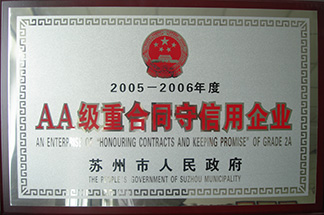 2005－2006年度
AA级重合同守信用企业
AN ENTERPRISE OF "HONOURING CONTRACTS AND KEEPING PROMISE" OF GRADE 2A
苏州市人民政府
THE PEOPLE'S GOVERNMENT OF SUZHOU MUNICIPALITY